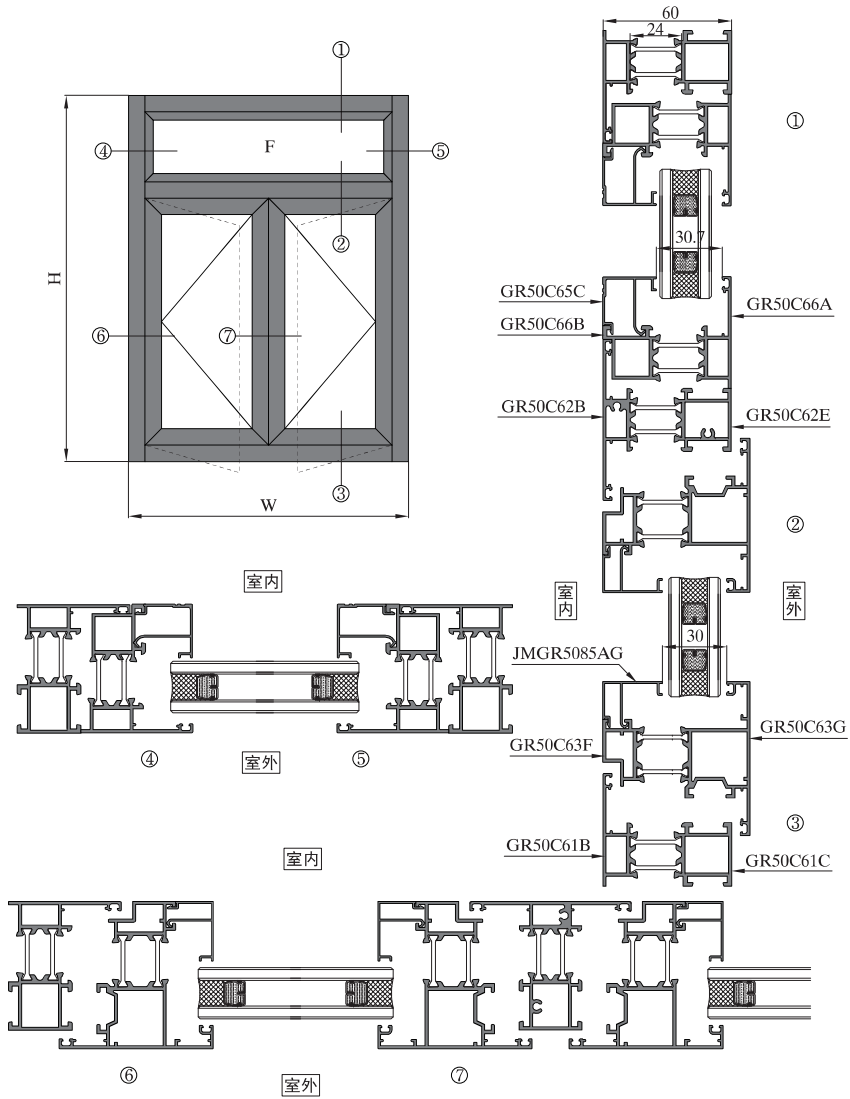 ①
④
F
⑤
②
H
⑥
⑦
③
W
60
24
①
30.7
GR50C65C
GR50C66A
GR50C66B
GR50C62B
GR50C62E
②
室内
室外
30
JMGR5085AG
GR50C63G
GR50C63F
③
GR50C61B
GR50C61C
室内
④
室外
⑤
室内
⑥
室外
⑦